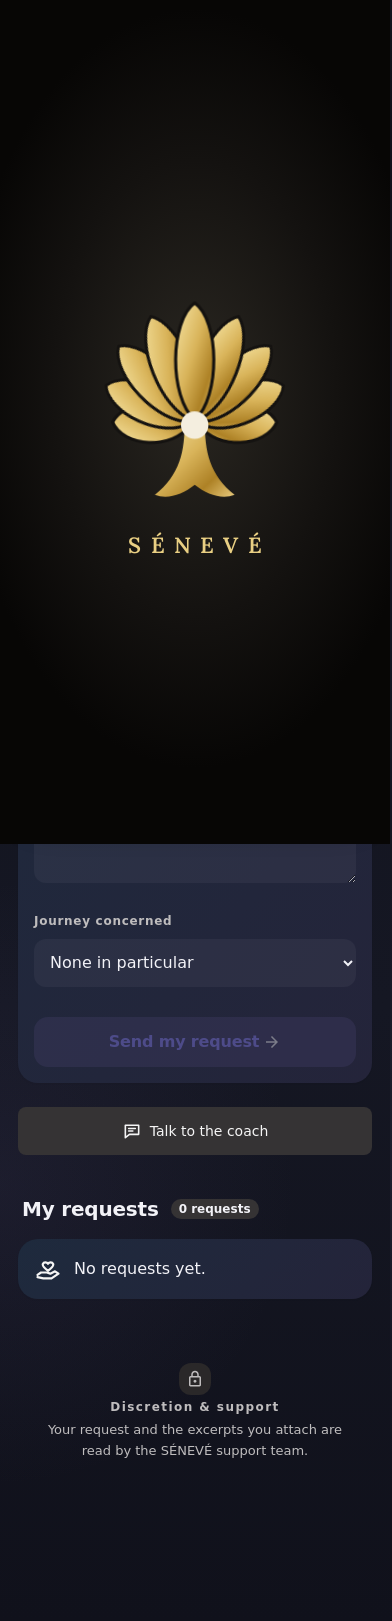 SÉNEVÉ
Journey concerned
None in particular
Send my request
Talk to the coach
My requests
0 requests
No requests yet.
Discretion & support
Your request and the excerpts you attach are
read by the SÉNEVÉ support team.